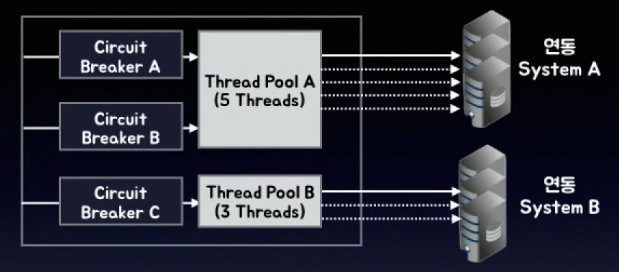 Circuit
Breaker A
Thread Pool A
(5 Threads)
연동
System A
Circuit
Breaker B
Circuit
Breaker C
Thread Pool B
(3 Threads)
연동
System B